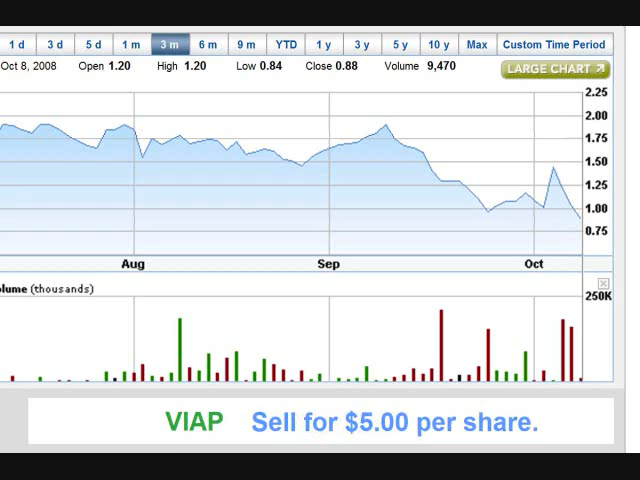 1 d 3 d 5 d 1 m 3 m 6 m 9 m YTD 1 y 3 y 5 y 10 y Max Custom Time Period
Oct 8, 2008 Open 1.20 High 1.20 Low 0.84 Close 0.88 Volume 9,470 LARGE CHART
2.25
2.00
1.75
1.50
1.25
1.00
0.75
Aug Sep Oct
olume (thousands)
250K
VIAP Sell for $5.00 per share.